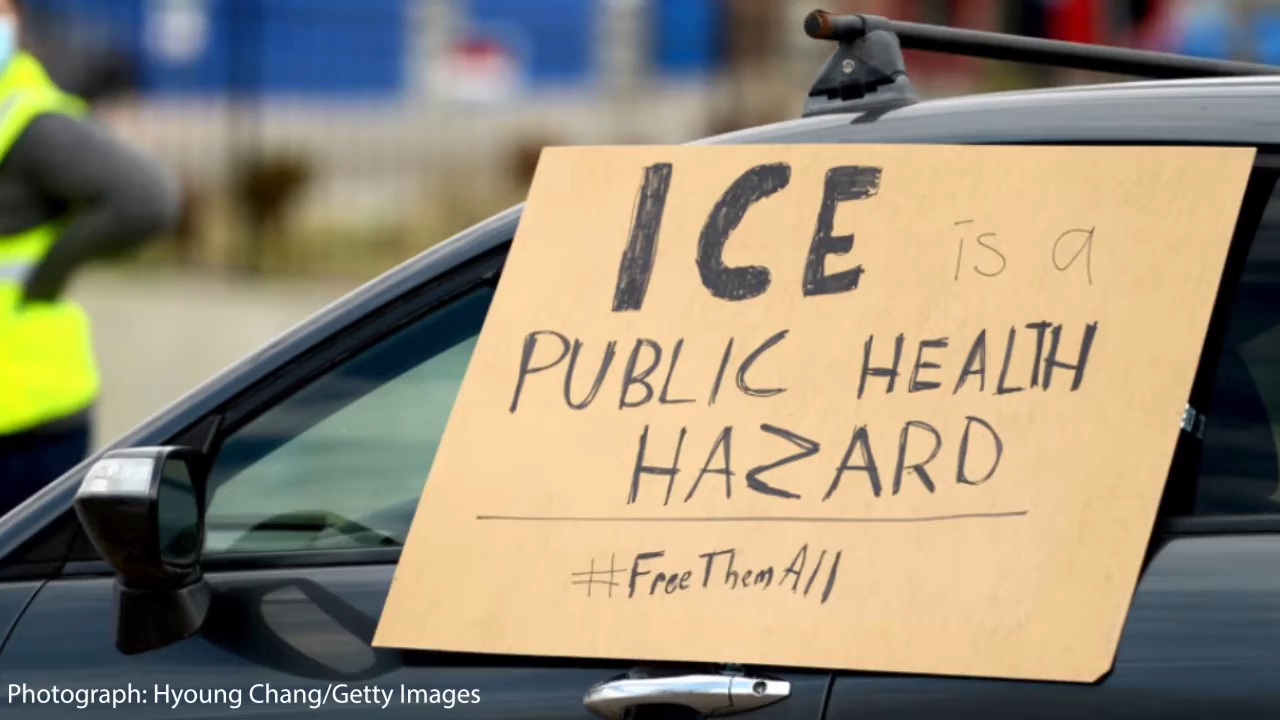 ICE is a
PUBLIC HEALTH
HAZARD
#FreeThemAll
Photograph: Hyoung Chang/Getty Images